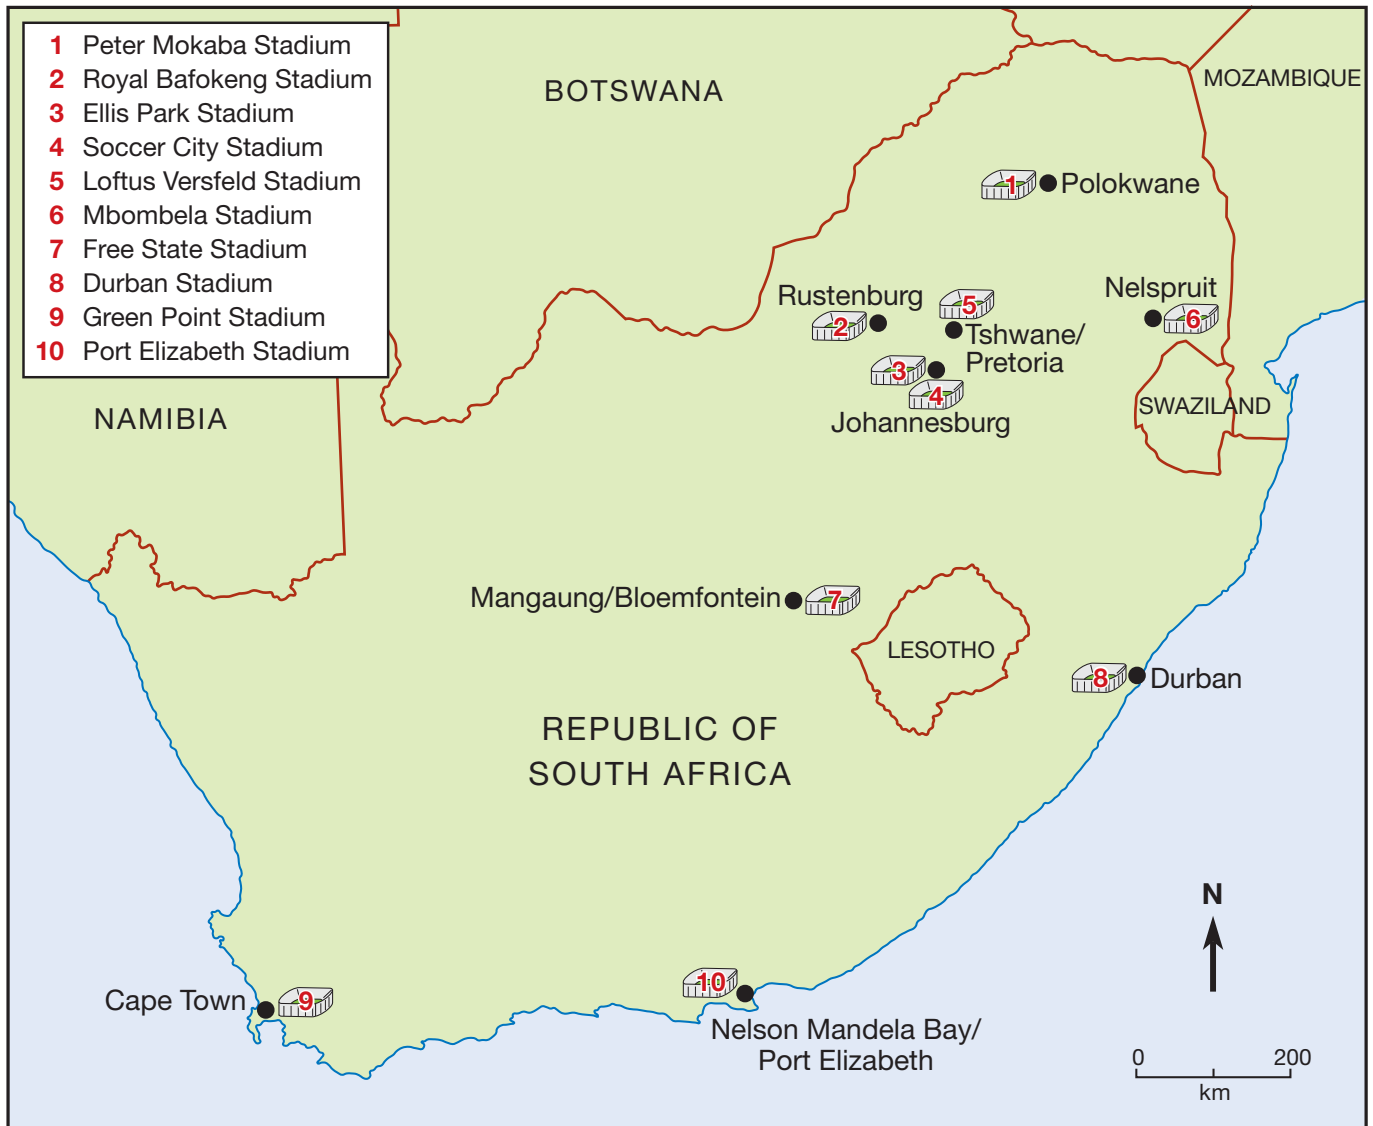 1 Peter Mokaba Stadium
2 Royal Bafokeng Stadium
3 Ellis Park Stadium
4 Soccer City Stadium
5 Loftus Versfeld Stadium
6 Mbombela Stadium
7 Free State Stadium
8 Durban Stadium
9 Green Point Stadium
10 Port Elizabeth Stadium
BOTSWANA
MOZAMBIQUE
1 Polokwane
Rustenburg
2
5
Tshwane/
Pretoria
Nelspruit
6
3
4
Johannesburg
SWAZILAND
NAMIBIA
Mangaung/Bloemfontein 7
LESOTHO
8 Durban
REPUBLIC OF
SOUTH AFRICA
N
Cape Town 9
10
Nelson Mandela Bay/
Port Elizabeth
0 200
km